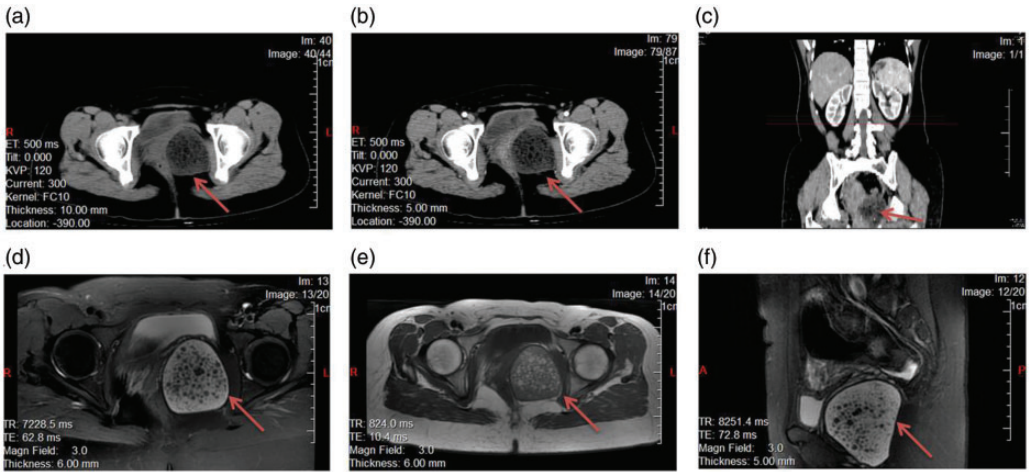 (a)
Im: 40
Image: 40/44
1cm
R
L
ET: 500 ms
Tilt: 0.000
KVP: 120
Current: 300
Kernel: FC10
Thickness: 10.00 mm
Location: -390.00
(b)
Im: 79
Image: 79/87
1cm
R
L
ET: 500 ms
Tilt: 0.000
KVP: 120
Current: 300
Kernel: FC10
Thickness: 5.00 mm
Location: -390.00
(c)
Im: 1
Image: 1/1
1cm
(d)
Im: 13
Image: 13/20
1cm
R
L
TR: 7228.5 ms
TE: 62.8 ms
Magn Field: 3.0
Thickness: 6.00 mm
(e)
Im: 14
Image: 14/20
1cm
R
L
TR: 824.0 ms
TE: 10.4 ms
Magn Field: 3.0
Thickness: 6.00 mm
(f)
Im: 12
Image: 12/20
1cm
A
P
TR: 8251.4 ms
TE: 72.8 ms
Magn Field: 3.0
Thickness: 5.00 mm